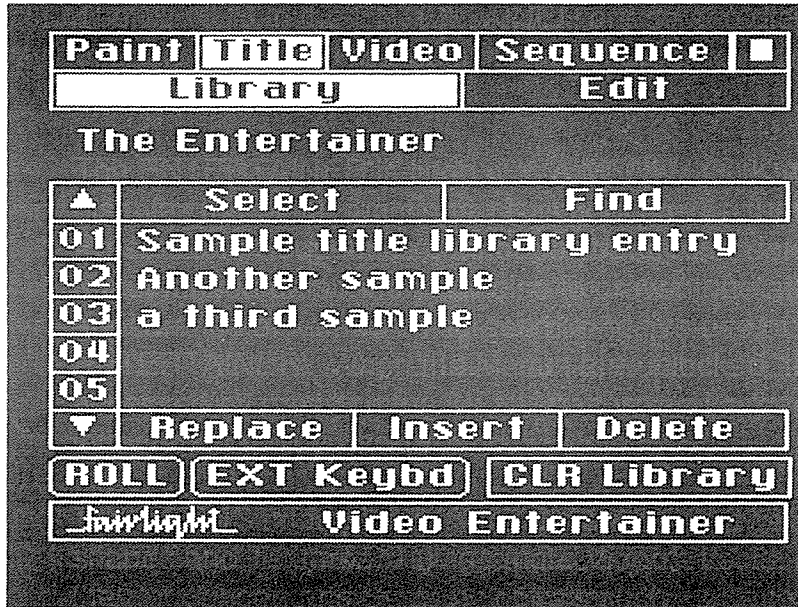 Paint Title Video Sequence
Library Edit
The Entertainer
Select Find
01 Sample title library entry
02 Another sample
03 a third sample
04
05
Replace Insert Delete
ROLL EXT Keybd CLR Library
fairlight Video Entertainer